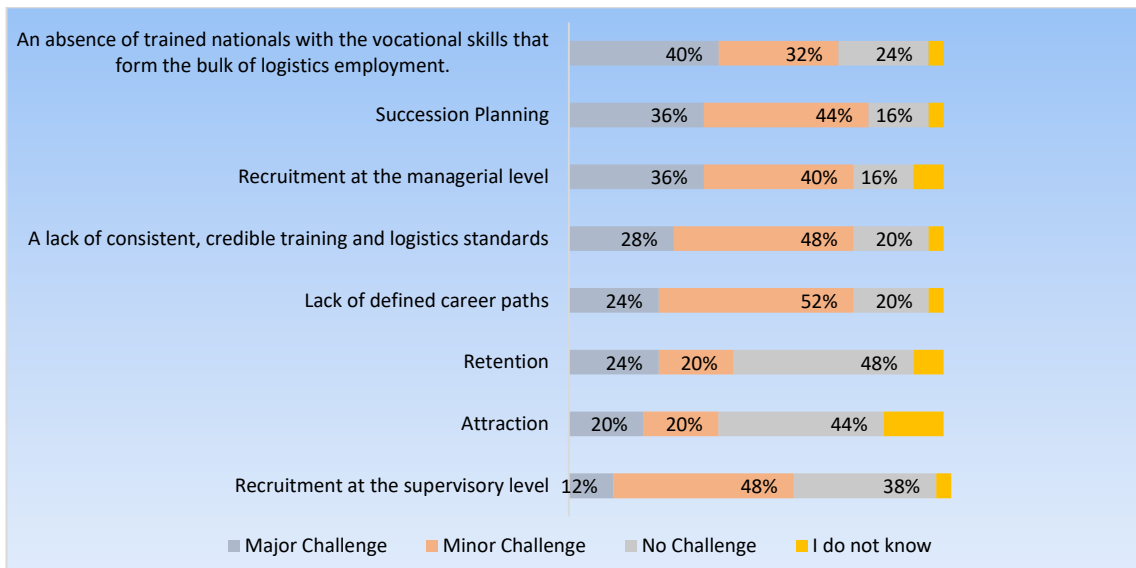 An absence of trained nationals with the vocational skills that
form the bulk of logistics employment.
40% 32% 24%
Succession Planning 36% 44% 16%
Recruitment at the managerial level 36% 40% 16%
A lack of consistent, credible training and logistics standards 28% 48% 20%
Lack of defined career paths 24% 52% 20%
Retention 24% 20% 48%
Attraction 20% 20% 44%
Recruitment at the supervisory level 12% 48% 38%
Major Challenge Minor Challenge No Challenge I do not know